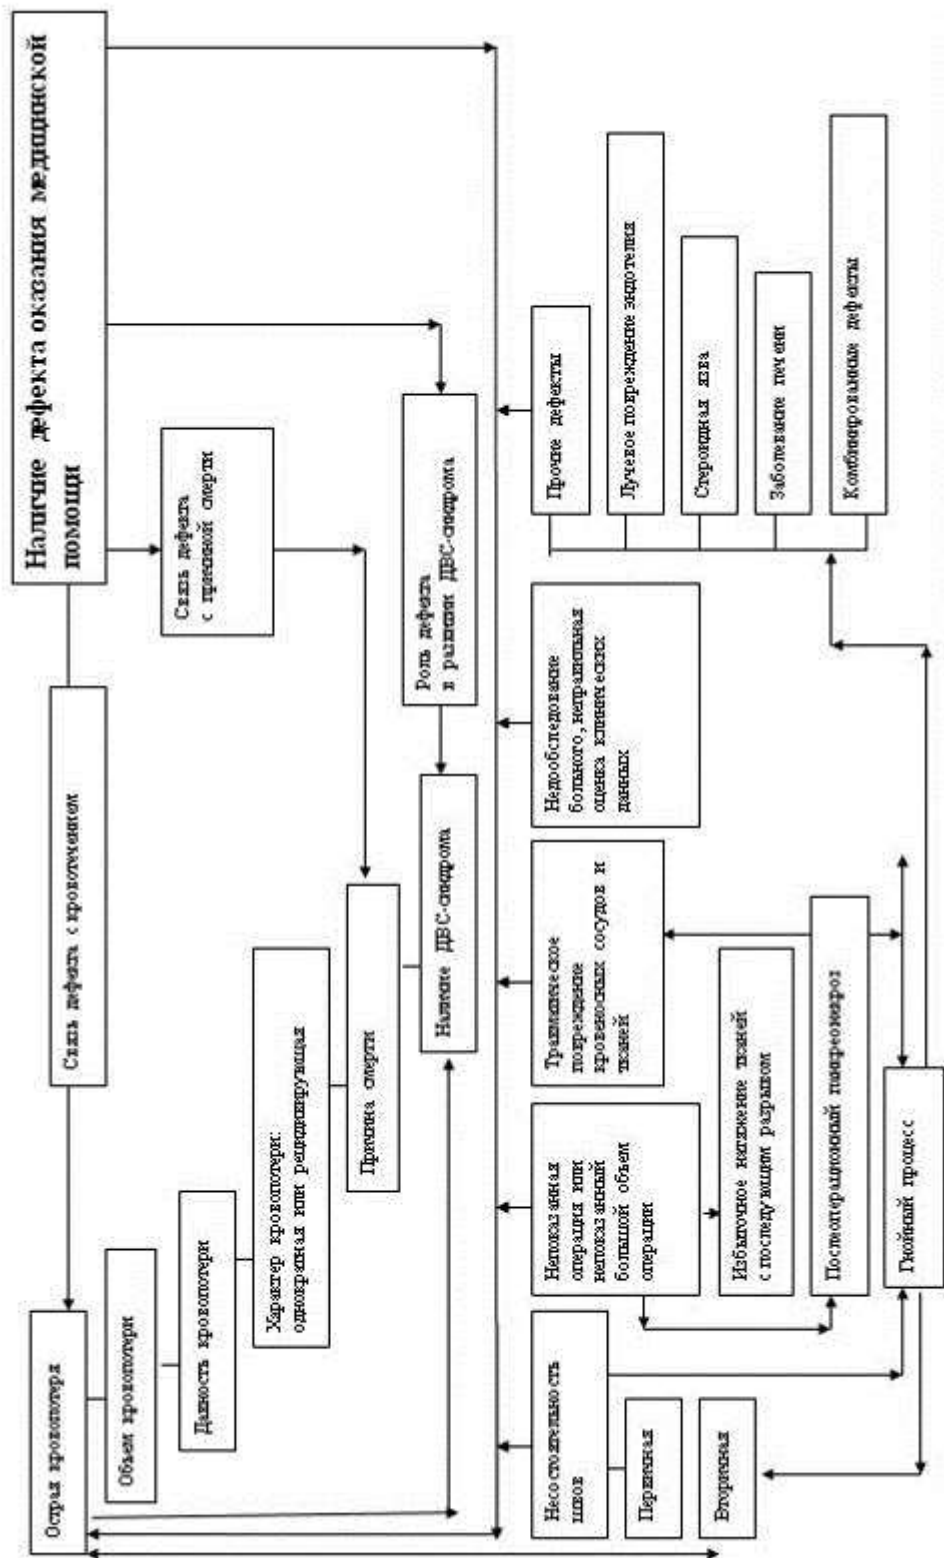 Острая кровопотеря
Объем кровопотери
Давность кровопотери
Характер кровопотери:
однократная или рецидивирующая
Причина смерти
Наличие ДВС-синдрома
Связь дефекта с кровотечением
Наличие дефекта оказания медицинской
помощи
Связь дефекта
с причиной смерти
Роль дефекта
в развитии ДВС-синдрома
Несостоятельность
швов
Первичная
Вторичная
Непоказанная
операция или
непоказанный
большой объем
операции
Избыточное натяжение тканей
с последующим разрывом
Послеоперационный панкреонекроз
Гнойный процесс
Травматическое
повреждение
кровеносных сосудов и
тканей
Недообследование
больного, неправильная
оценка клинических
данных
Прочие дефекты
Лучевое повреждение эндотелия
Стероидная язва
Заболевание печени
Комбинированные дефекты